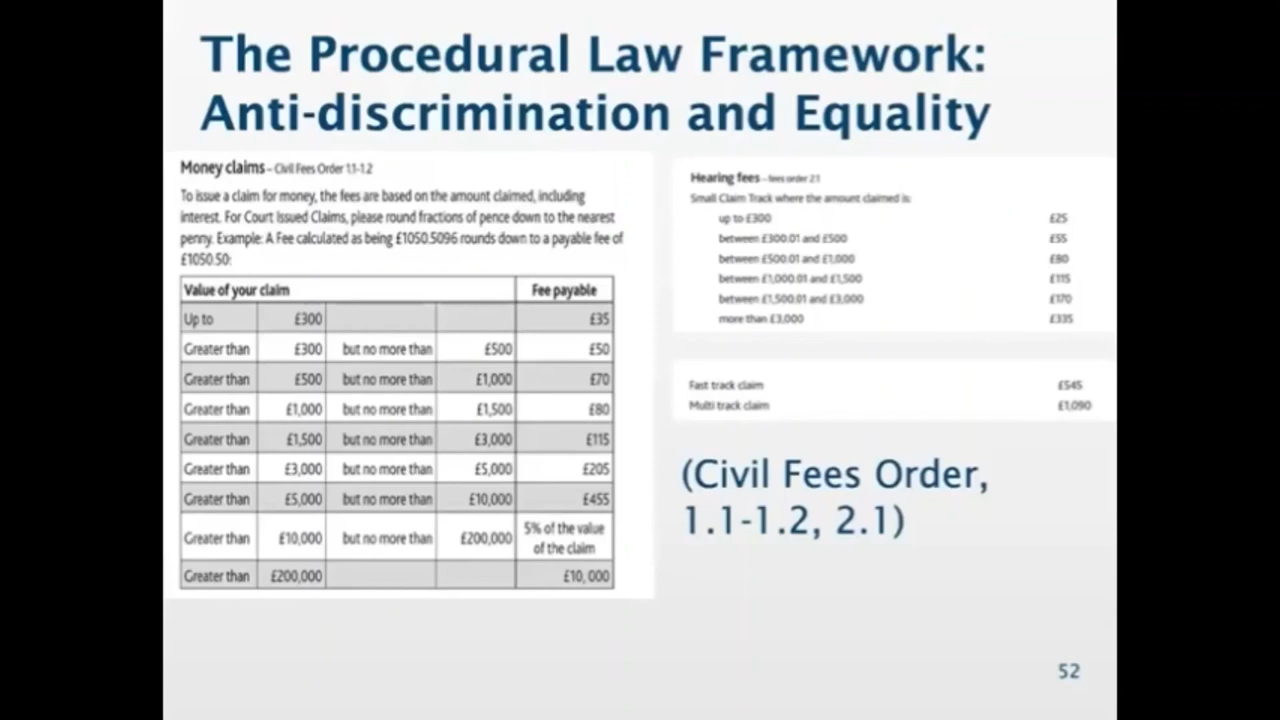 The Procedural Law Framework:
Anti-discrimination and Equality
Money claims - Civil Fees Order 1.1-1.2
To issue a claim for money, the fees are based on the amount claimed, including
interest. For Court Issued Claims, please round fractions of pence down to the nearest
penny. Example: A Fee calculated as being £1050.5096 rounds down to a payable fee of
£1050.50:
Value of your claim Fee payable
Up to £300 £35
Greater than £300 but no more than £500 £50
Greater than £500 but no more than £1,000 £70
Greater than £1,000 but no more than £1,500 £80
Greater than £1,500 but no more than £3,000 £115
Greater than £3,000 but no more than £5,000 £205
Greater than £5,000 but no more than £10,000 £455
Greater than £10,000 but no more than £200,000 5% of the value
of the claim
Greater than £200,000 £10, 000
Hearing fees - fees order 2.1
Small Claim Track where the amount claimed is:
up to £300 £25
between £300.01 and £500 £55
between £500.01 and £1,000 £80
between £1,000.01 and £1,500 £115
between £1,500.01 and £3,000 £170
more than £3,000 £335
Fast track claim £545
Multi track claim £1,090
(Civil Fees Order,
1.1-1.2, 2.1)
52